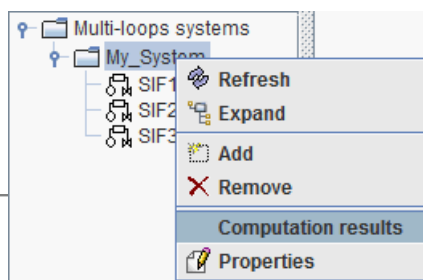 Multi-loops systems
My_System
SIF1
SIF2
SIF3
Refresh
Expand
Add
Remove
Computation results
Properties